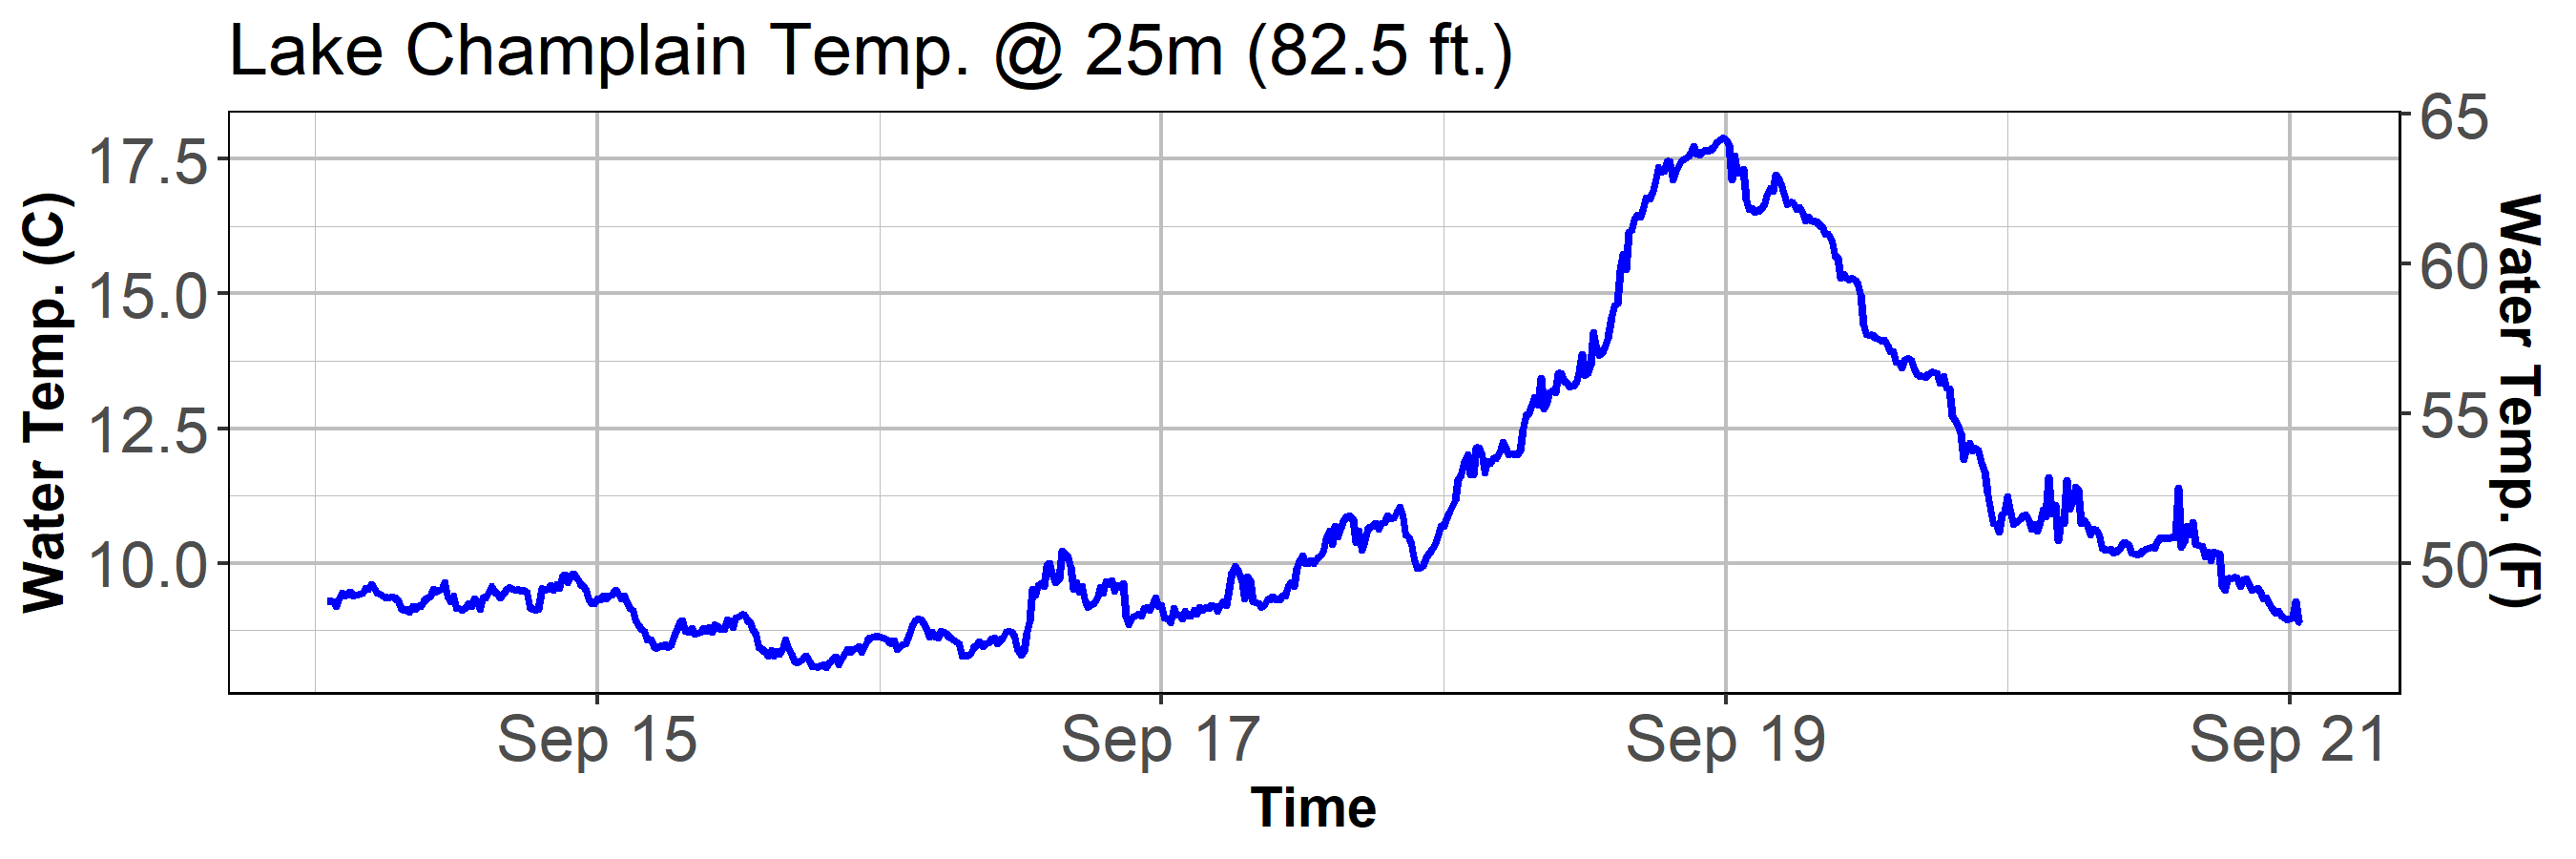 Lake Champlain Temp. @ 25m (82.5 ft.)
Water Temp. (C)
17.5
15.0
12.5
10.0
65
60
55
50
Water Temp. (F)
Sep 15 Sep 17 Sep 19 Sep 21
Time